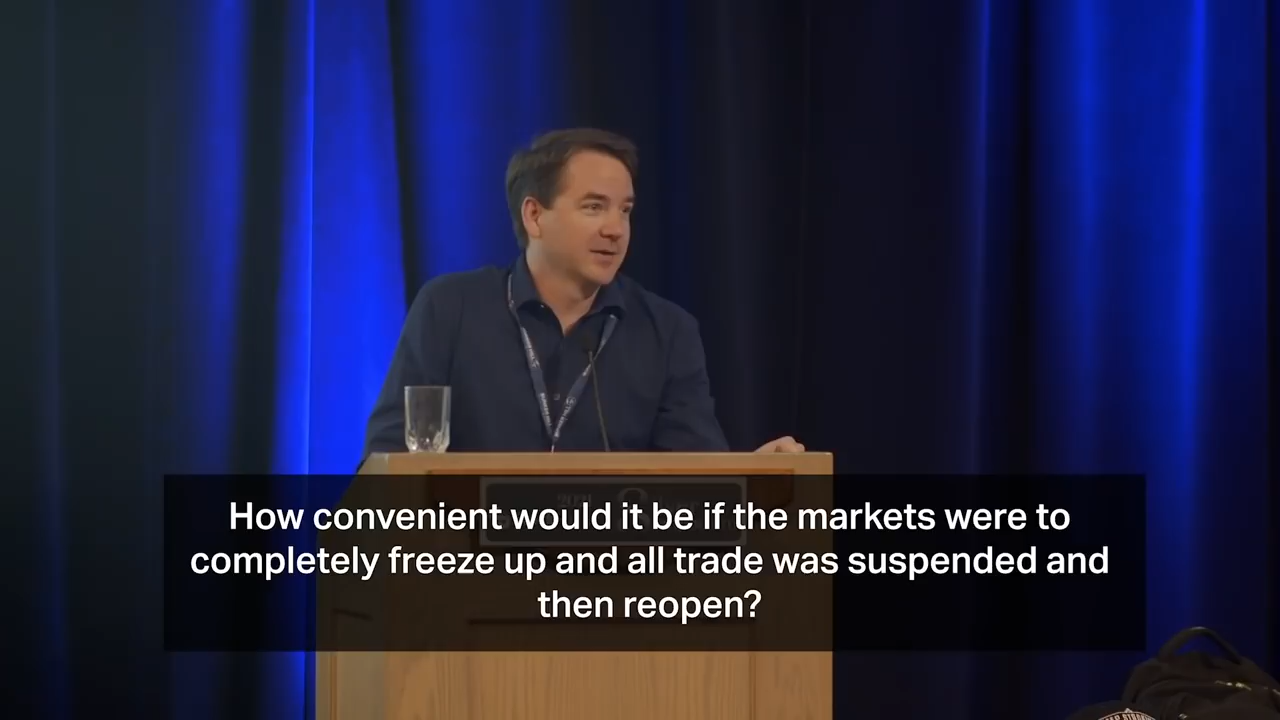 How convenient would it be if the markets were to
completely freeze up and all trade was suspended and
then reopen?